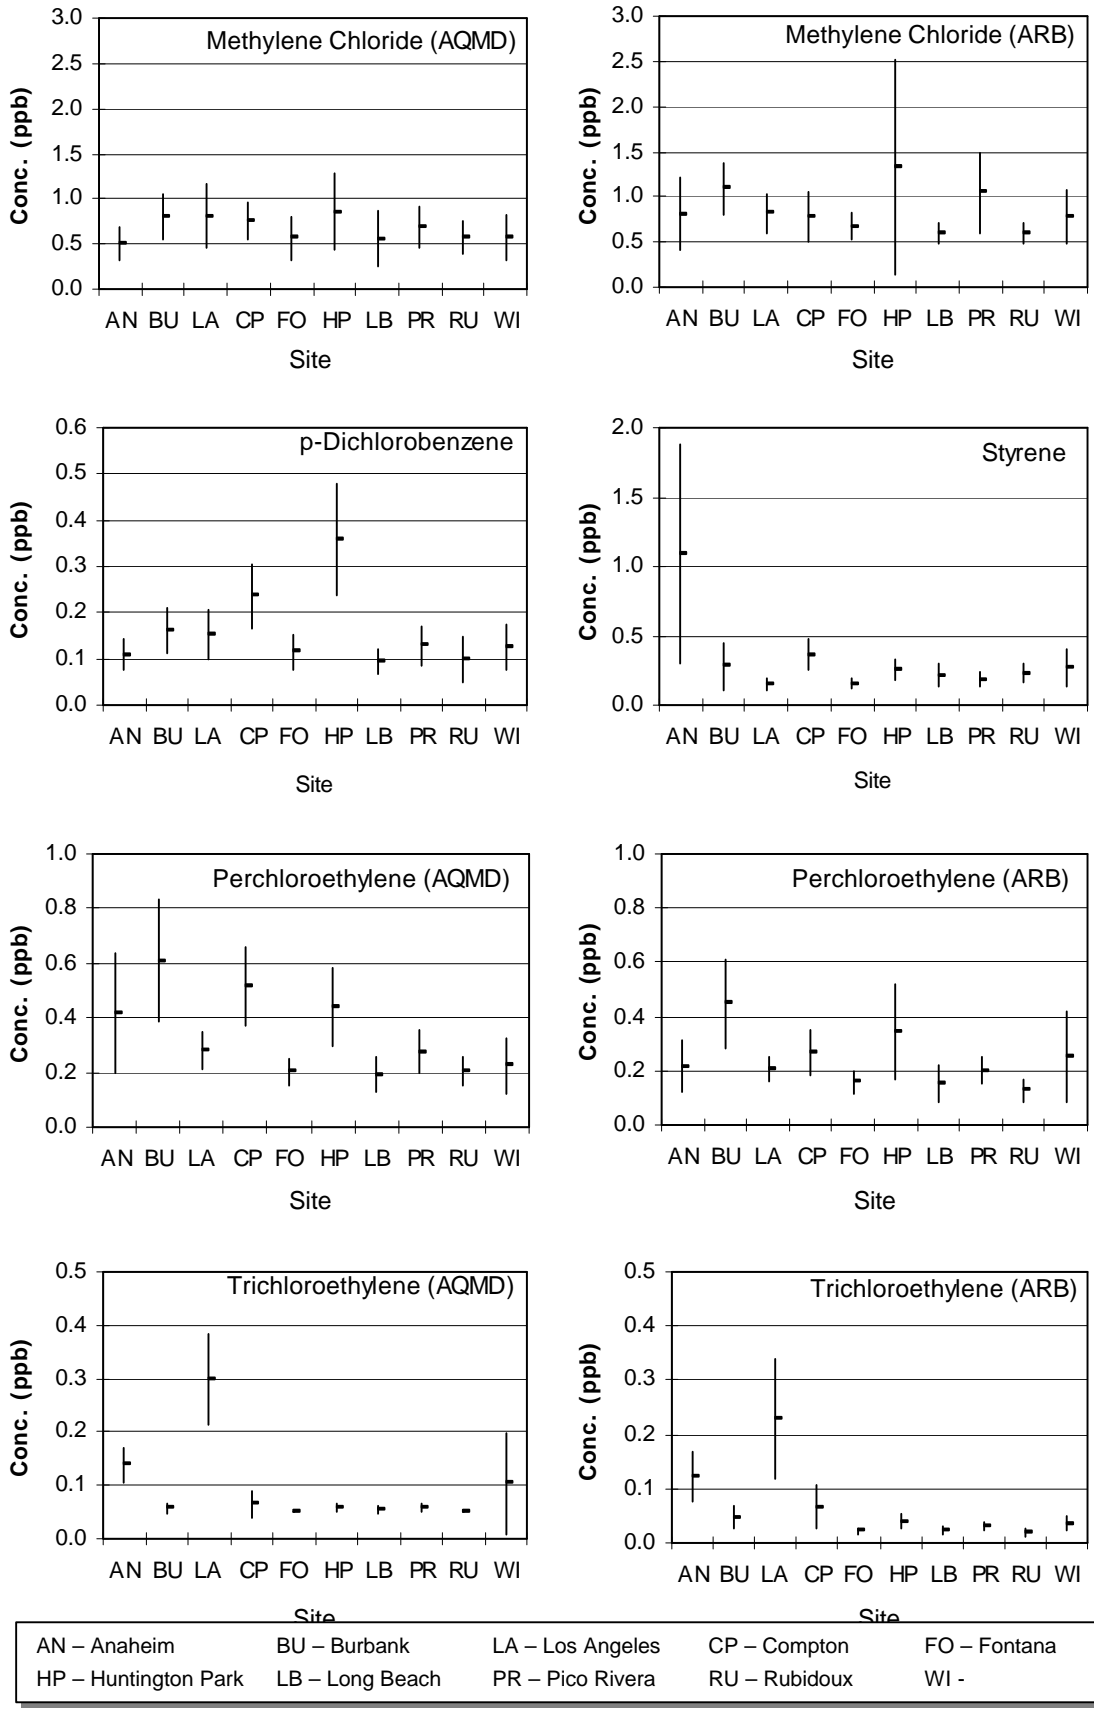 Methylene Chloride (AQMD)
Conc. (ppb)
3.0
2.5
2.0
1.5
1.0
0.5
0.0
AN BU LA CP FO HP LB PR RU WI
Site
Methylene Chloride (ARB)
Conc. (ppb)
3.0
2.5
2.0
1.5
1.0
0.5
0.0
AN BU LA CP FO HP LB PR RU WI
Site
p-Dichlorobenzene
Conc. (ppb)
0.6
0.5
0.4
0.3
0.2
0.1
0.0
AN BU LA CP FO HP LB PR RU WI
Site
Styrene
Conc. (ppb)
2.0
1.5
1.0
0.5
0.0
AN BU LA CP FO HP LB PR RU WI
Site
Perchloroethylene (AQMD)
Conc. (ppb)
1.0
0.8
0.6
0.4
0.2
0.0
AN BU LA CP FO HP LB PR RU WI
Site
Perchloroethylene (ARB)
Conc. (ppb)
1.0
0.8
0.6
0.4
0.2
0.0
AN BU LA CP FO HP LB PR RU WI
Site
Trichloroethylene (AQMD)
Conc. (ppb)
0.5
0.4
0.3
0.2
0.1
0.0
AN BU LA CP FO HP LB PR RU WI
Site
Trichloroethylene (ARB)
Conc. (ppb)
0.5
0.4
0.3
0.2
0.1
0.0
AN BU LA CP FO HP LB PR RU WI
Site
AN – Anaheim BU – Burbank LA – Los Angeles CP – Compton FO – Fontana
HP – Huntington Park LB – Long Beach PR – Pico Rivera RU – Rubidoux WI -